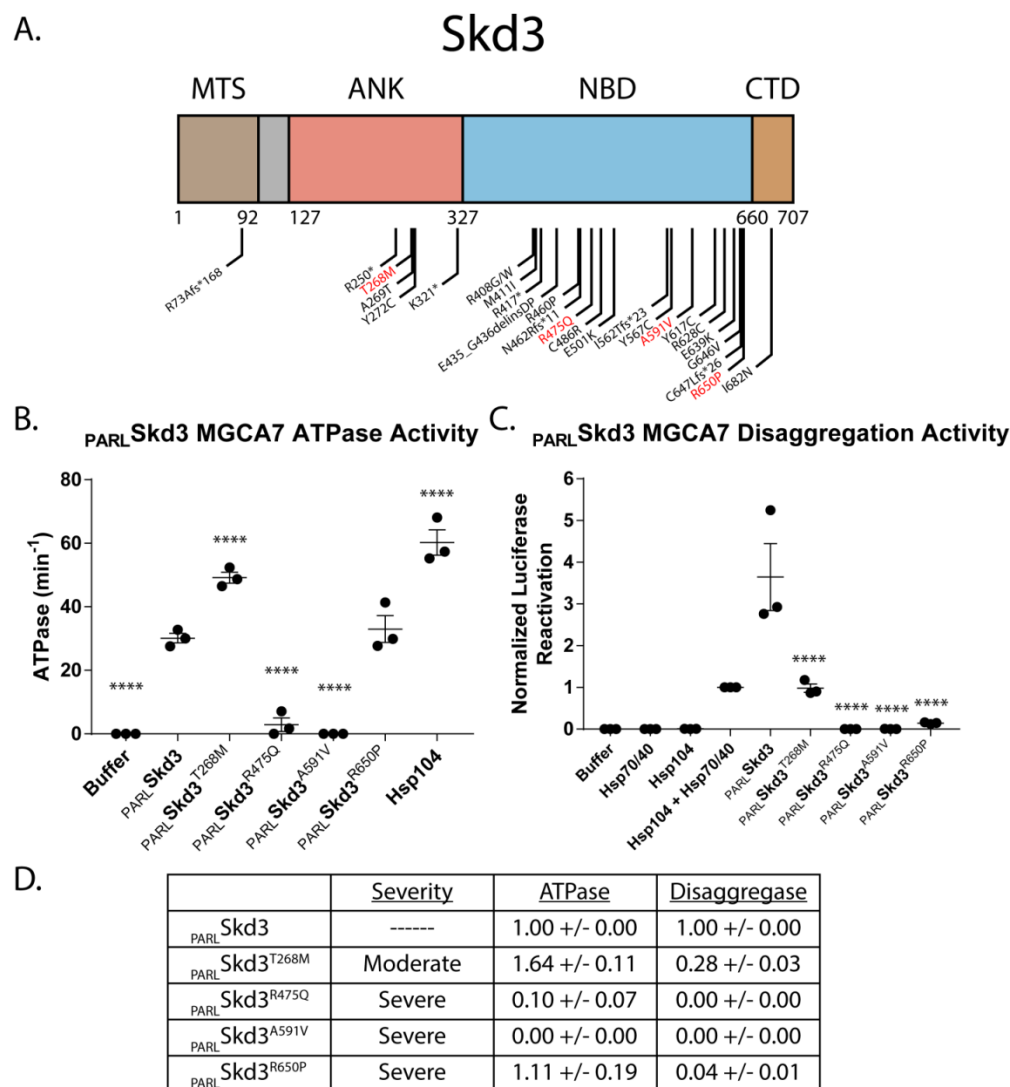 A.
Skd3
MTS ANK NBD CTD
1 92 127 327 660 707
R73Afs*168
R250*
T268M
A269T
Y272C
K321*
R408G/W
M411I
R417*
E435_G436delinsDP
R460P
N462Rfs*11
R475Q
C486R
E501K
I562Tfs*23
Y567C
A591V
Y617C
R628C
E639K
G646V
C647Lfs*26
R650P
I682N
B.
PARLSkd3 MGCA7 ATPase Activity
ATPase (min-1)
80
60
40
20
0
****
****
****
****
****
Buffer
PARLSkd3
PARLSkd3T268M
PARLSkd3R475Q
PARLSkd3A591V
PARLSkd3R650P
Hsp104
C.
PARLSkd3 MGCA7 Disaggregation Activity
Normalized Luciferase
Reactivation
6
5
4
3
2
1
0
****
****
****
****
Buffer
Hsp70/40
Hsp104
Hsp104 + Hsp70/40
PARLSkd3
PARLSkd3T268M
PARLSkd3R475Q
PARLSkd3A591V
PARLSkd3R650P
D.
Severity ATPase Disaggregase
PARLSkd3 ------ 1.00 +/- 0.00 1.00 +/- 0.00
PARLSkd3T268M Moderate 1.64 +/- 0.11 0.28 +/- 0.03
PARLSkd3R475Q Severe 0.10 +/- 0.07 0.00 +/- 0.00
PARLSkd3A591V Severe 0.00 +/- 0.00 0.00 +/- 0.00
PARLSkd3R650P Severe 1.11 +/- 0.19 0.04 +/- 0.01